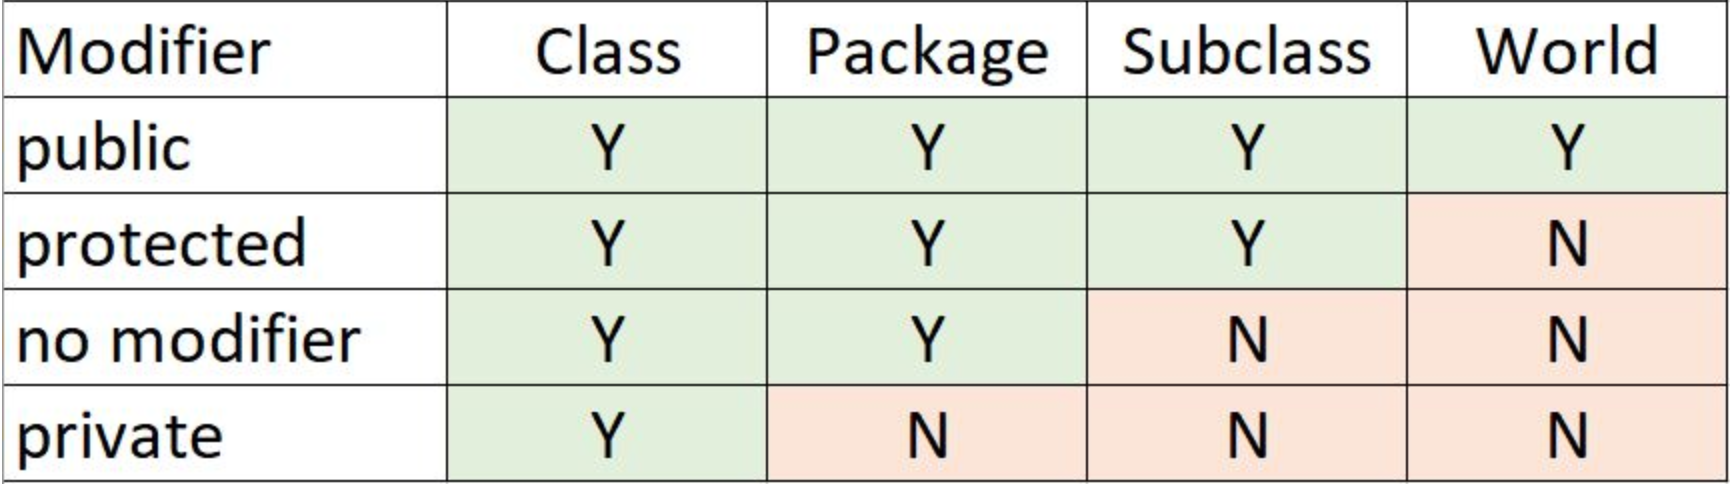 Modifier Class Package Subclass World
public Y Y Y Y
protected Y Y Y N
no modifier Y Y N N
private Y N N N